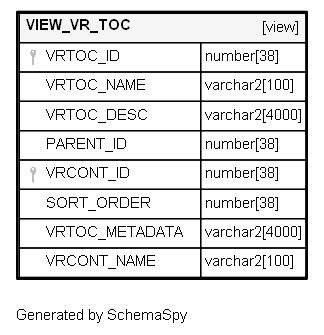 VIEW_VR_TOC [view]
VRTOC_ID number[38]
VRTOC_NAME varchar2[100]
VRTOC_DESC varchar2[4000]
PARENT_ID number[38]
VRCONT_ID number[38]
SORT_ORDER number[38]
VRTOC_METADATA varchar2[4000]
VRCONT_NAME varchar2[100]
Generated by SchemaSpy